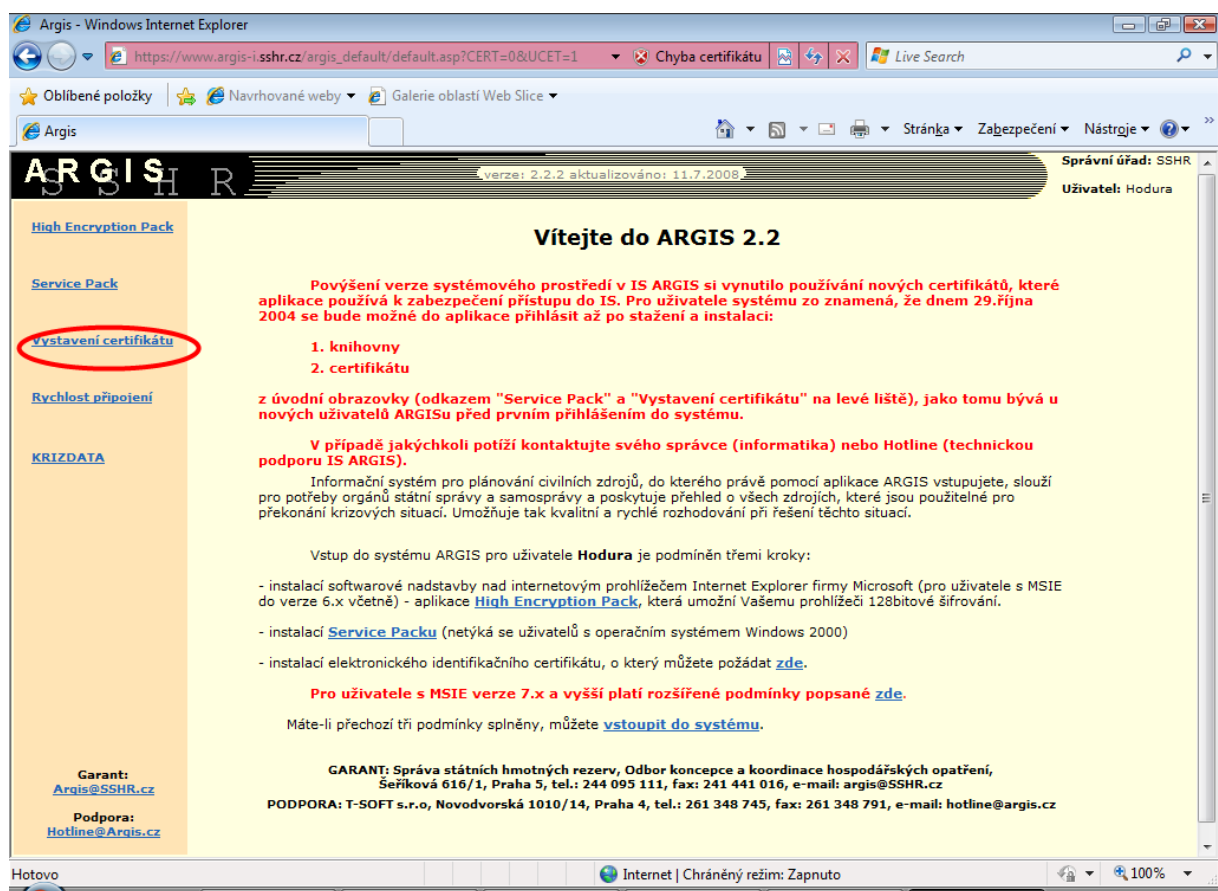 Argis - Windows Internet Explorer
https://www.argis-i.sshr.cz/argis_default/default.asp?CERT=0&UCET=1
Chyba certifikátu
Live Search
Oblíbené položky
Navrhované weby
Galerie oblastí Web Slice
Argis
Stránka
Zabezpečení
Nástroje
ARGIS
SSHR
verze: 2.2.2 aktualizováno: 11.7.2008
Správní úřad: SSHR
Uživatel: Hodura
High Encryption Pack
Service Pack
Vystavení certifikátu
Rychlost připojení
KRIZDATA
Vítejte do ARGIS 2.2
Povýšení verze systémového prostředí v IS ARGIS si vynutilo používání nových certifikátů, které
aplikace používá k zabezpečení přístupu do IS. Pro uživatele systému zo znamená, že dnem 29.října
2004 se bude možné do aplikace přihlásit až po stažení a instalaci:
1. knihovny
2. certifikátu
z úvodní obrazovky (odkazem "Service Pack" a "Vystavení certifikátu" na levé liště), jako tomu bývá u
nových uživatelů ARGISu před prvním přihlášením do systému.
V případě jakýchkoli potíží kontaktujte svého správce (informatika) nebo Hotline (technickou
podporu IS ARGIS).
Informační systém pro plánování civilních zdrojů, do kterého právě pomocí aplikace ARGIS vstupujete, slouží
pro potřeby orgánů státní správy a samosprávy a poskytuje přehled o všech zdrojích, které jsou použitelné pro
překonání krizových situací. Umožňuje tak kvalitní a rychlé rozhodování při řešení těchto situací.
Vstup do systému ARGIS pro uživatele Hodura je podmíněn třemi kroky:
- instalací softwarové nadstavby nad internetovým prohlížečem Internet Explorer firmy Microsoft (pro uživatele s MSIE
do verze 6.x včetně) - aplikace High Encryption Pack, která umožní Vašemu prohlížeči 128bitové šifrování.
- instalací Service Packu (netýká se uživatelů s operačním systémem Windows 2000)
- instalací elektronického identifikačního certifikátu, o který můžete požádat zde.
Pro uživatele s MSIE verze 7.x a vyšší platí rozšířené podmínky popsané zde.
Máte-li přechozí tři podmínky splněny, můžete vstoupit do systému.
GARANT: Správa státních hmotných rezerv, Odbor koncepce a koordinace hospodářských opatření,
Šeříková 616/1, Praha 5, tel.: 244 095 111, fax: 241 441 016, e-mail: argis@SSHR.cz
PODPORA: T-SOFT s.r.o, Novodvorská 1010/14, Praha 4, tel.: 261 348 745, fax: 261 348 791, e-mail: hotline@argis.cz
Garant:
Argis@SSHR.cz
Podpora:
Hotline@Argis.cz
Hotovo
Internet | Chráněný režim: Zapnuto
100%